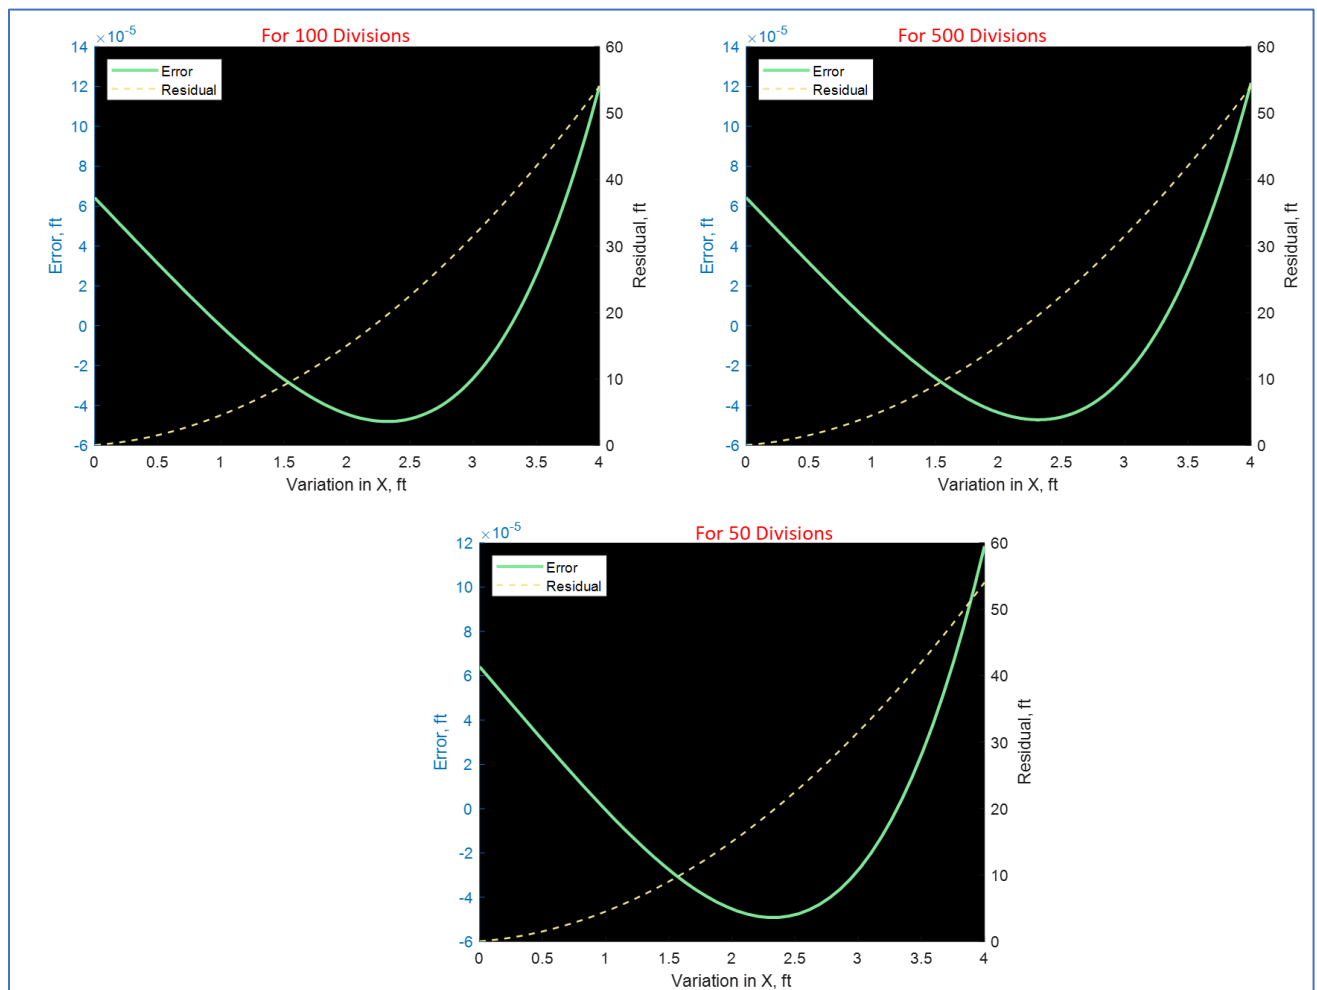 For 100 Divisions
×10-5
14
12
10
8
6
4
2
0
-2
-4
-6
Error, ft
Error
Residual
60
50
40
30
20
10
0
Residual, ft
0 0.5 1 1.5 2 2.5 3 3.5 4
Variation in X, ft
For 500 Divisions
×10-5
14
12
10
8
6
4
2
0
-2
-4
-6
Error, ft
Error
Residual
60
50
40
30
20
10
0
Residual, ft
0 0.5 1 1.5 2 2.5 3 3.5 4
Variation in X, ft
For 50 Divisions
×10-5
12
10
8
6
4
2
0
-2
-4
-6
Error, ft
Error
Residual
60
50
40
30
20
10
0
Residual, ft
0 0.5 1 1.5 2 2.5 3 3.5 4
Variation in X, ft